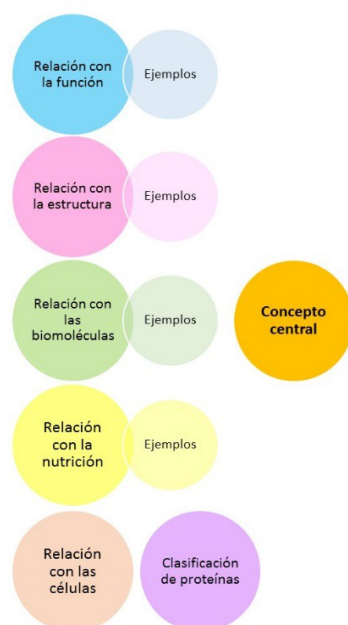 Relación con
la función
Ejemplos
Relación con
la estructura
Ejemplos
Relación con
las
biomoléculas
Ejemplos
Concepto
central
Relación
con la
nutrición
Ejemplos
Relación
con las
células
Clasificación
de proteínas